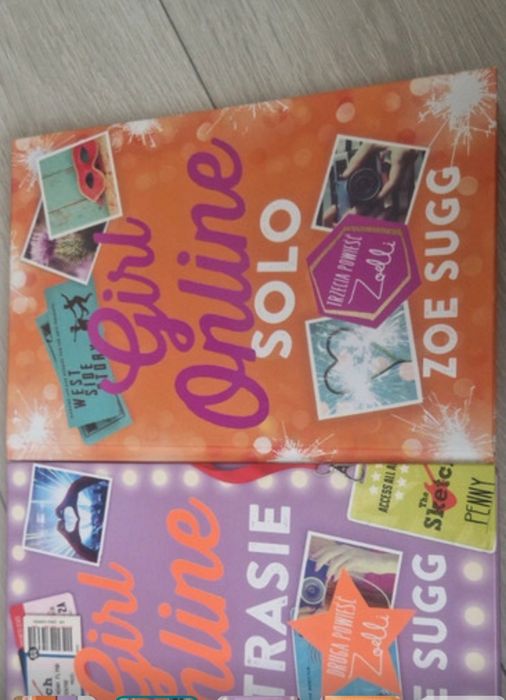 Girl
Online
SOLO
TRZECIA POWIEŚĆ
Zoelli
ZOE SUGG
WEST
SIDE
STORY
Girl
Online
TRASIE
DRUGA POWIEŚĆ
Zoelli
SUGG
ACCESS ALL A
The
Sketch
PENNY